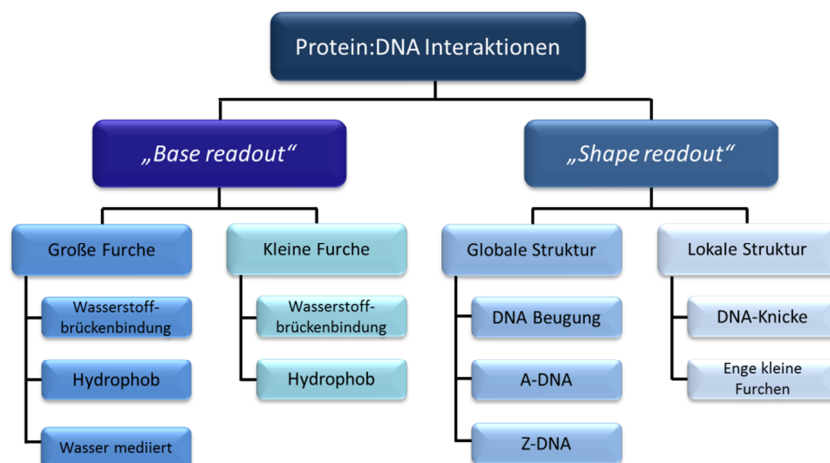 Protein:DNA Interaktionen
„Base readout“
„Shape readout“
Große Furche
Kleine Furche
Globale Struktur
Lokale Struktur
Wasserstoff-
brückenbindung
Wasserstoff-
brückenbindung
DNA Beugung
DNA-Knicke
Hydrophob
Hydrophob
A-DNA
Enge kleine
Furchen
Wasser mediiert
Z-DNA